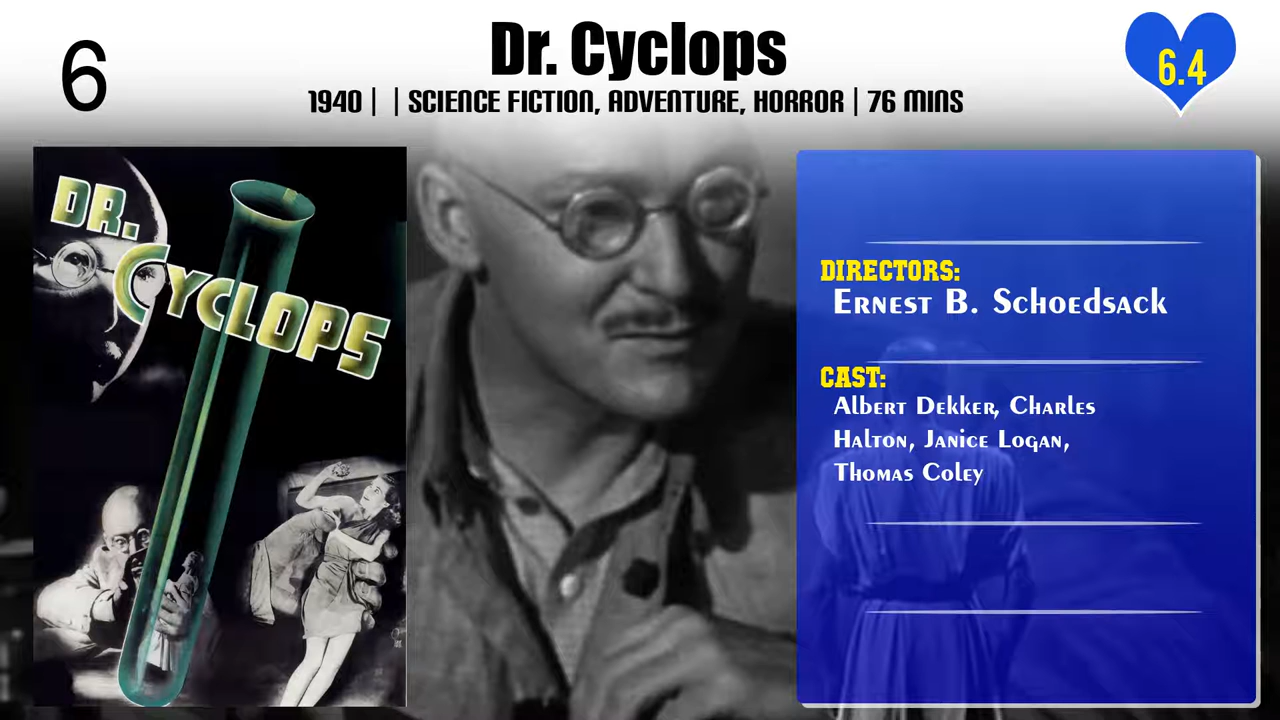 6
Dr. Cyclops
6.4
1940 | | SCIENCE FICTION, ADVENTURE, HORROR | 76 MINS
DR.
CYCLOPS
DIRECTORS:
ERNEST B. SCHOEDSACK
CAST:
ALBERT DEKKER, CHARLES
HALTON, JANICE LOGAN,
THOMAS COLEY